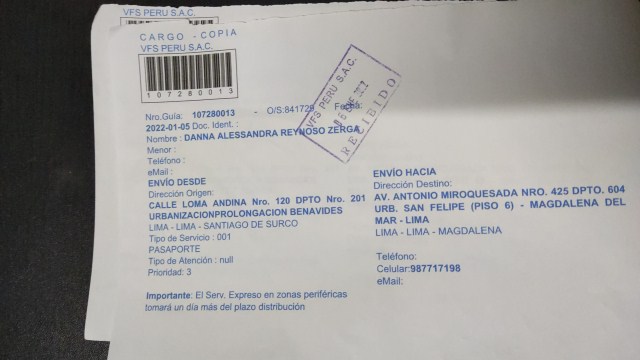 VFS PERU S.A.C.
CARGO - COPIA
VFS PERU S.A.C.
107280013
Nro.Guía: 107280013 - O/S:841729 Fecha:
2022-01-05 Doc. Ident. :
Nombre : DANNA ALESSANDRA REYNOSO ZERGA
Menor :
Teléfono :
eMail :
ENVÍO DESDE
Dirección Origen:
CALLE LOMA ANDINA Nro. 120 DPTO Nro. 201
URBANIZACIONPROLONGACION BENAVIDES
LIMA - LIMA - SANTIAGO DE SURCO
Tipo de Servicio : 001
PASAPORTE
Tipo de Atención : null
Prioridad: 3
Importante: El Serv. Expreso en zonas periféricas
tomará un día más del plazo distribución
VFS PERU S.A.C.
RECIBIDO
ENVÍO HACIA
Dirección Destino:
AV. ANTONIO MIROQUESADA NRO. 425 DPTO. 604
URB. SAN FELIPE (PISO 6) - MAGDALENA DEL
MAR - LIMA
LIMA - LIMA - MAGDALENA
Teléfono:
Celular:987717198
eMail: